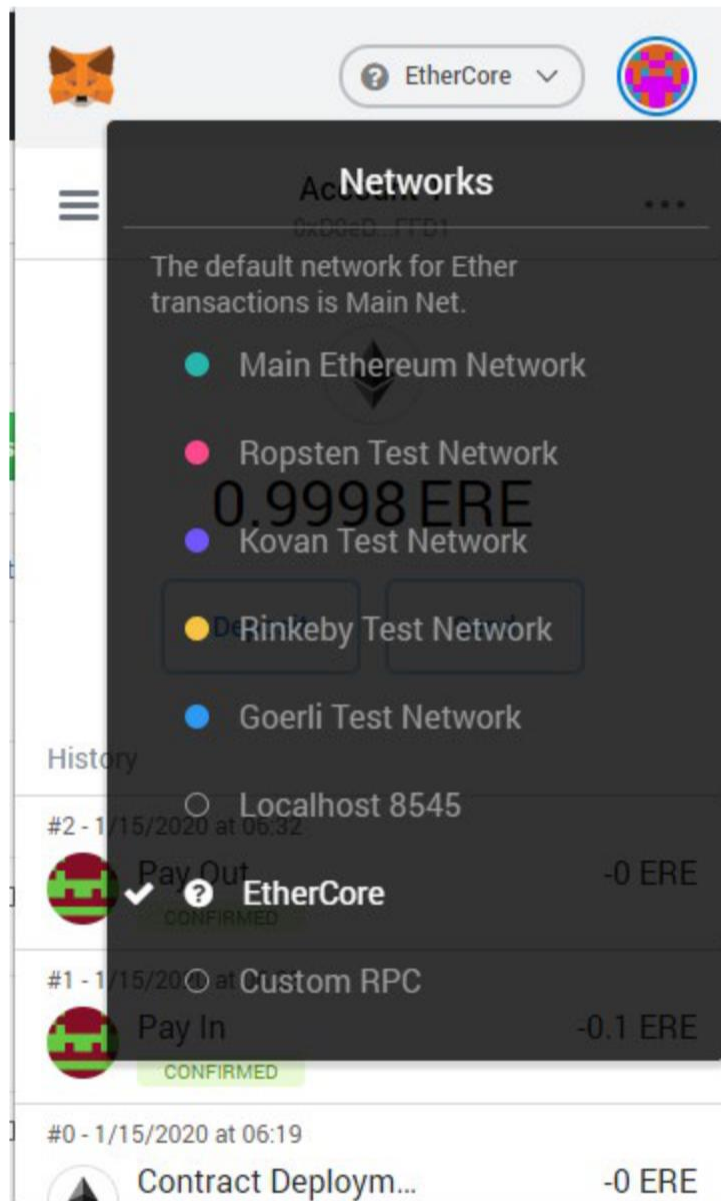 EtherCore
Networks
Account 1
The default network for Ether
transactions is Main Net.
Main Ethereum Network
Ropsten Test Network
0.9998 ERE
Kovan Test Network
Rinkeby Test Network
Goerli Test Network
History
Localhost 8545
#2 - 1/15/2020 at 06:32
Pay Out
-0 ERE
EtherCore
CONFIRMED
#1 - 1/15/2020 at
Custom RPC
Pay In
-0.1 ERE
CONFIRMED
#0 - 1/15/2020 at 06:19
Contract Deploym...
-0 ERE